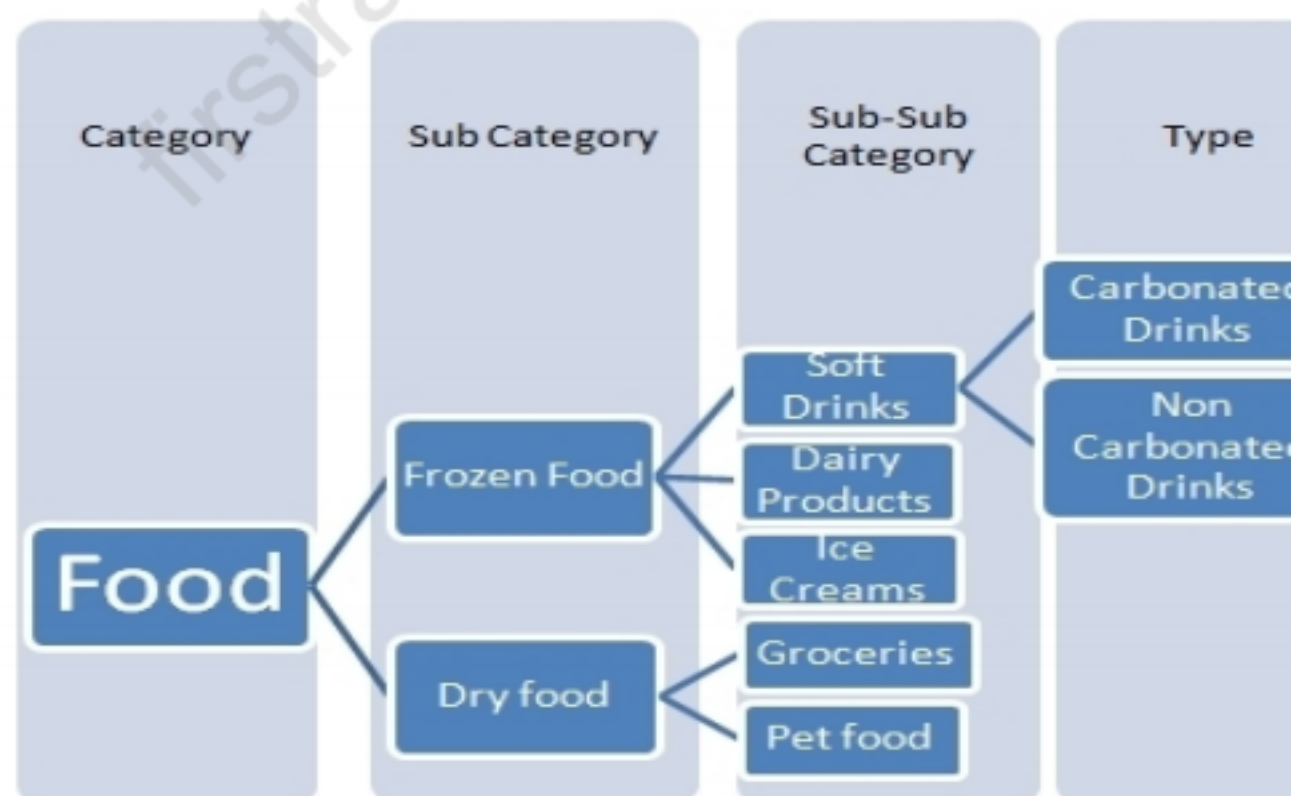 Category
Sub Category
Sub-Sub
Category
Type
Food
Frozen Food
Dry food
Soft
Drinks
Dairy
Products
Ice
Creams
Groceries
Pet food
Carbonated
Drinks
Non
Carbonated
Drinks
firstra